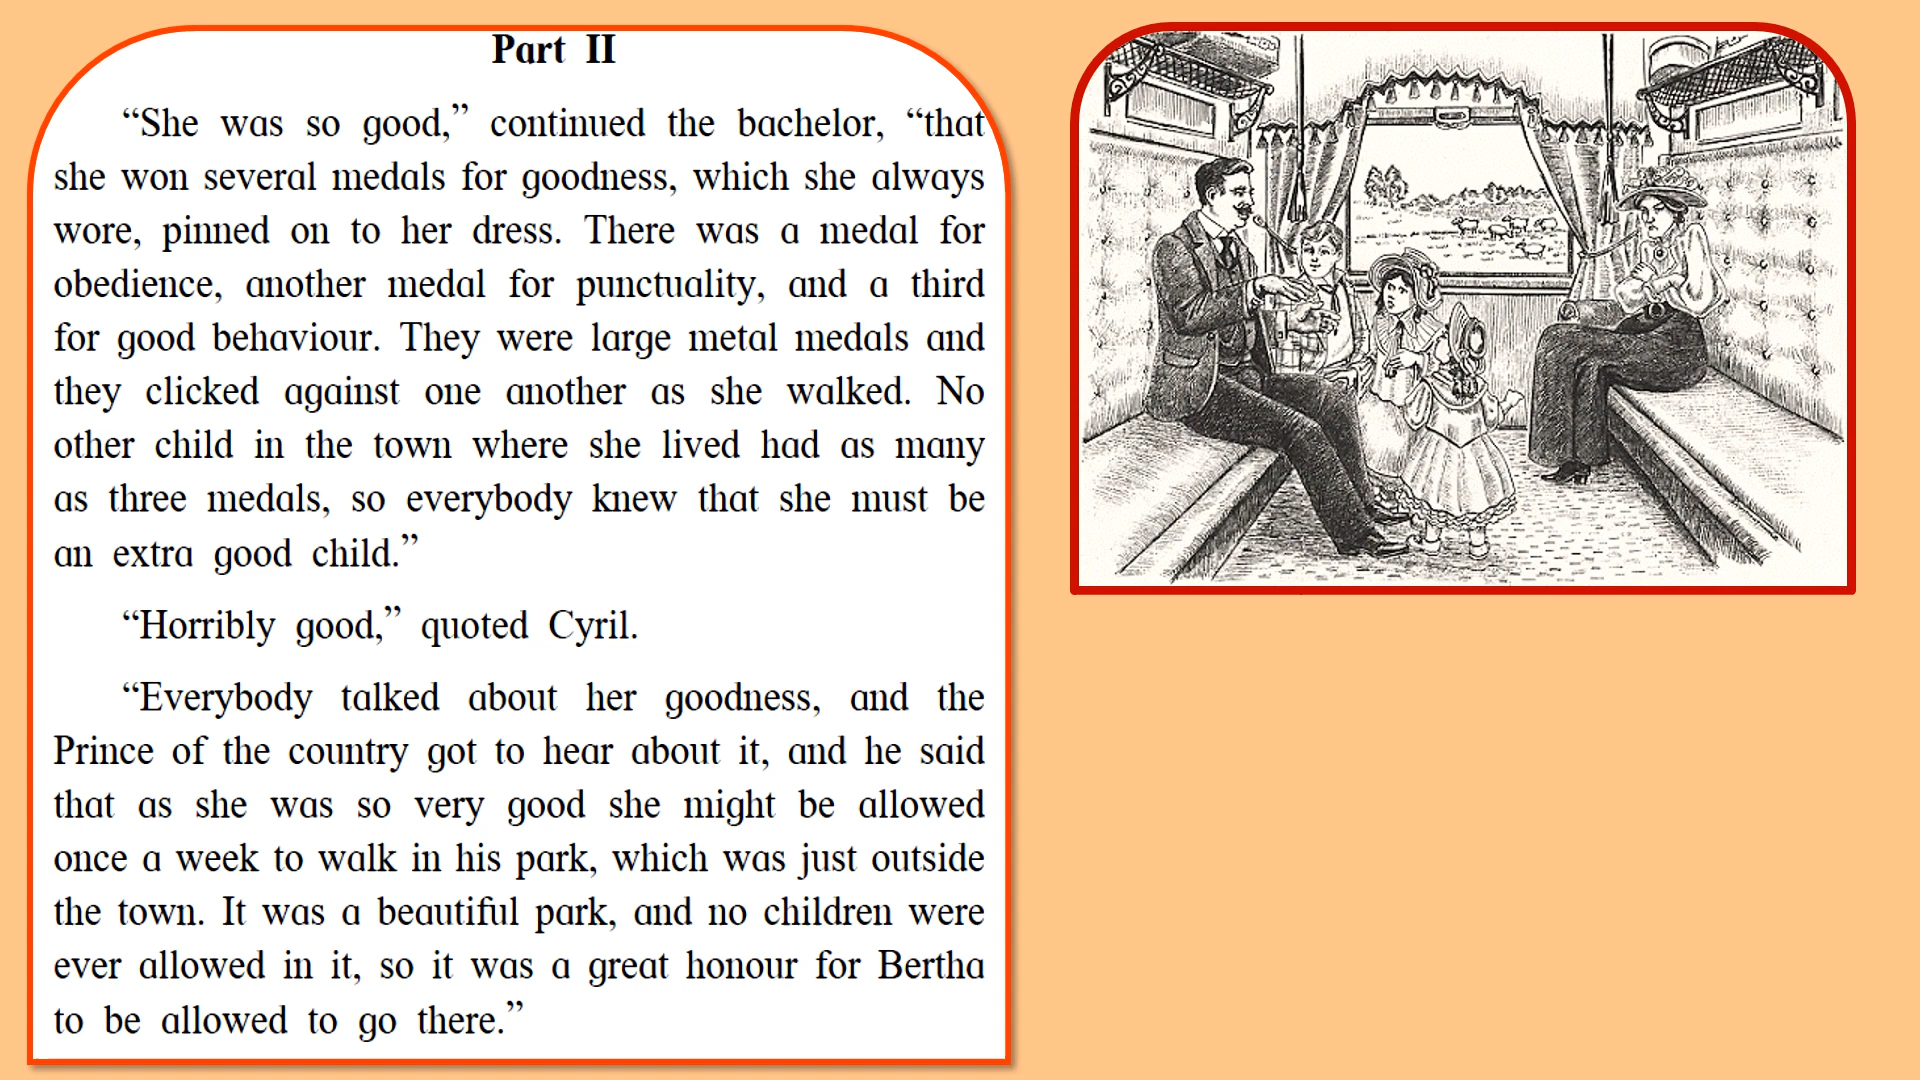 Part II
“She was so good,” continued the bachelor, “that
she won several medals for goodness, which she always
wore, pinned on to her dress. There was a medal for
obedience, another medal for punctuality, and a third
for good behaviour. They were large metal medals and
they clicked against one another as she walked. No
other child in the town where she lived had as many
as three medals, so everybody knew that she must be
an extra good child.”
“Horribly good,” quoted Cyril.
“Everybody talked about her goodness, and the
Prince of the country got to hear about it, and he said
that as she was so very good she might be allowed
once a week to walk in his park, which was just outside
the town. It was a beautiful park, and no children were
ever allowed in it, so it was a great honour for Bertha
to be allowed to go there.”